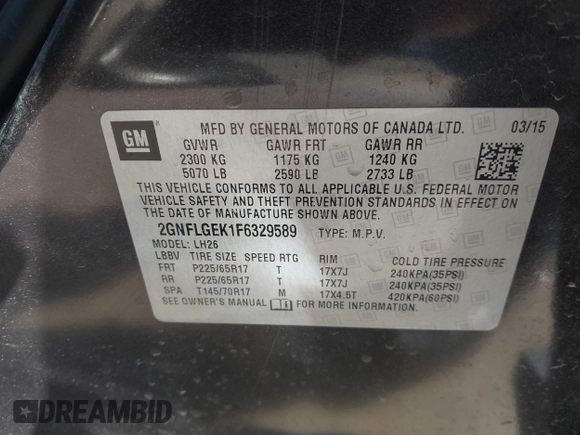 GM MFD BY GENERAL MOTORS OF CANADA LTD. 03/15
GVWR GAWR FRT GAWR RR
2300 KG 1175 KG 1240 KG
5070 LB 2590 LB 2733 LB
THIS VEHICLE CONFORMS TO ALL APPLICABLE U.S. FEDERAL MOTOR
VEHICLE SAFETY AND THEFT PREVENTION STANDARDS IN EFFECT ON
THE DATE OF MANUFACTURE SHOWN ABOVE.
2GNFLGEK1F6329589 TYPE: M.P.V.
MODEL: LH26
LBBV TIRE SIZE SPEED RTG RIM COLD TIRE PRESSURE
FRT P225/65R17 T 17X7J 240KPA(35PSI)
RR P225/65R17 T 17X7J 240KPA(35PSI)
SPA T145/70R17 M 17X4.5T 420KPA(60PSI)
SEE OWNER'S MANUAL FOR MORE INFORMATION.
DREAMBID.com